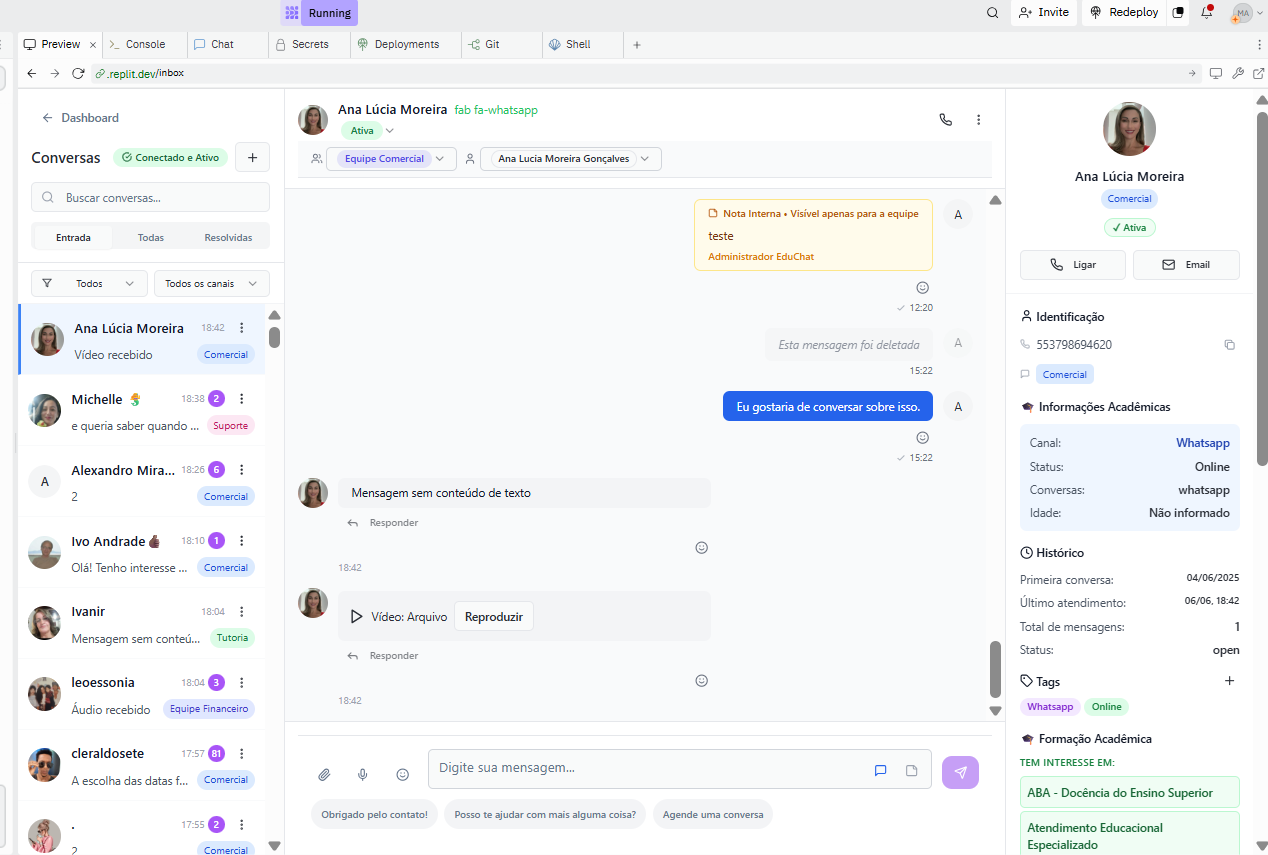 Running
Invite
Redeploy
MA
Preview
Console
Chat
Secrets
Deployments
Git
Shell
.replit.dev/inbox
Dashboard
Conversas
Conectado e Ativo
Buscar conversas...
Entrada Todas Resolvidas
Todos Todos os canais
Ana Lúcia Moreira 18:42
Vídeo recebido Comercial
Michelle 18:38 2
e queria saber quando ... Suporte
A
Alexandro Mira... 18:26 6
2 Comercial
Ivo Andrade 18:10 1
Olá! Tenho interesse ... Comercial
Ivanir 18:04
Mensagem sem conteú... Tutoria
leoessonia 18:04 3
Áudio recebido Equipe Financeiro
cleraldosete 17:57 81
A escolha das datas f... Comercial
. 17:55 2
2 Comercial
Ana Lúcia Moreira fab fa-whatsapp
Ativa
Equipe Comercial Ana Lucia Moreira Gonçalves
Nota Interna • Visível apenas para a equipe
teste
Administrador EduChat
A
12:20
Esta mensagem foi deletada
A
15:22
Eu gostaria de conversar sobre isso.
A
15:22
Mensagem sem conteúdo de texto
Responder
18:42
Vídeo: Arquivo Reproduzir
Responder
18:42
Digite sua mensagem...
Obrigado pelo contato! Posso te ajudar com mais alguma coisa? Agende uma conversa
Ana Lúcia Moreira
Comercial
✓ Ativa
Ligar Email
Identificação
553798694620
Comercial
Informações Acadêmicas
Canal: Whatsapp
Status: Online
Conversas: whatsapp
Idade: Não informado
Histórico
Primeira conversa: 04/06/2025
Último atendimento: 06/06, 18:42
Total de mensagens: 1
Status: open
Tags
Whatsapp Online
Formação Acadêmica
TEM INTERESSE EM:
ABA - Docência do Ensino Superior
Atendimento Educacional
Especializado